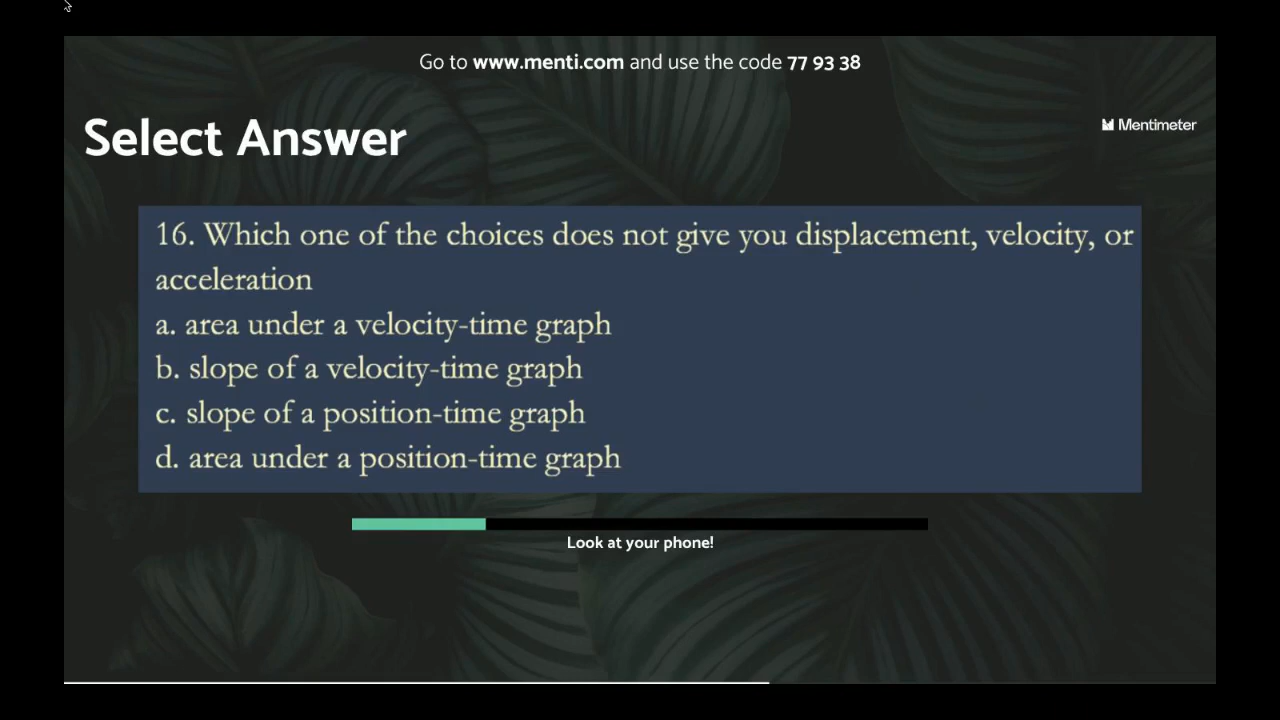 Go to www.menti.com and use the code 77 93 38
Select Answer
Mentimeter
16. Which one of the choices does not give you displacement, velocity, or
acceleration
a. area under a velocity-time graph
b. slope of a velocity-time graph
c. slope of a position-time graph
d. area under a position-time graph
Look at your phone!